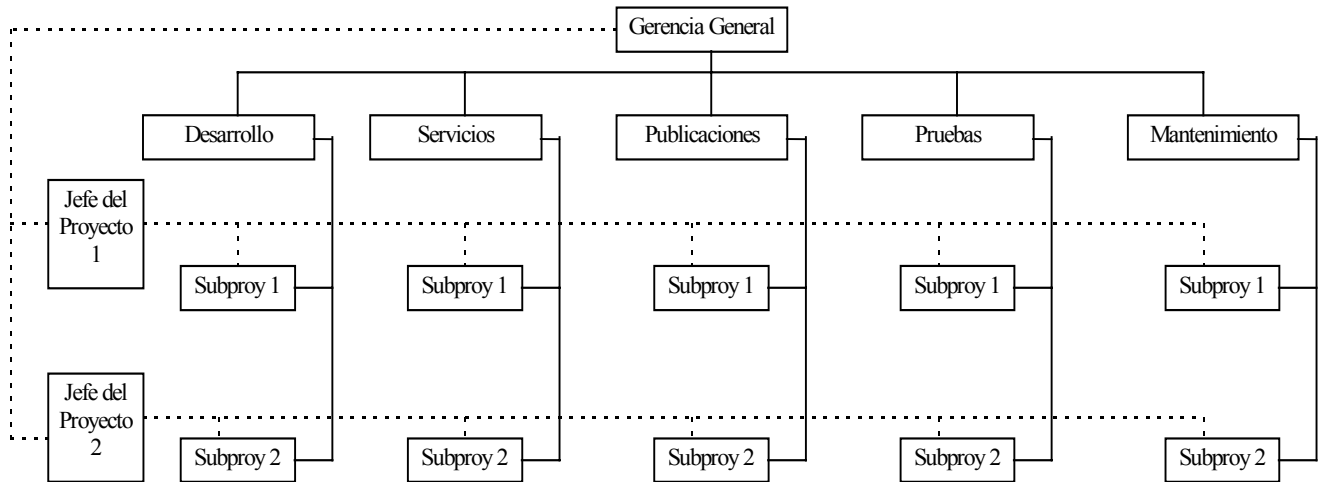 Gerencia General
Desarrollo
Servicios
Publicaciones
Pruebas
Mantenimiento
Jefe del
Proyecto
1
Subproy 1
Subproy 1
Subproy 1
Subproy 1
Subproy 1
Jefe del
Proyecto
2
Subproy 2
Subproy 2
Subproy 2
Subproy 2
Subproy 2